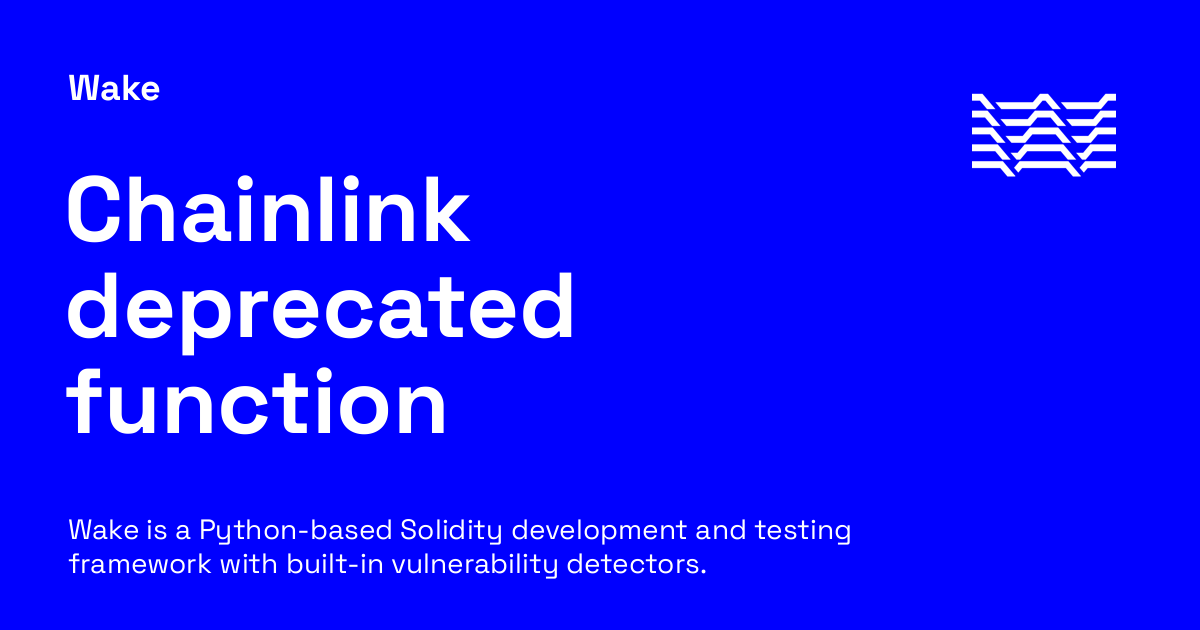 Wake
Chainlink
deprecated
function
Wake is a Python-based Solidity development and testing
framework with built-in vulnerability detectors.